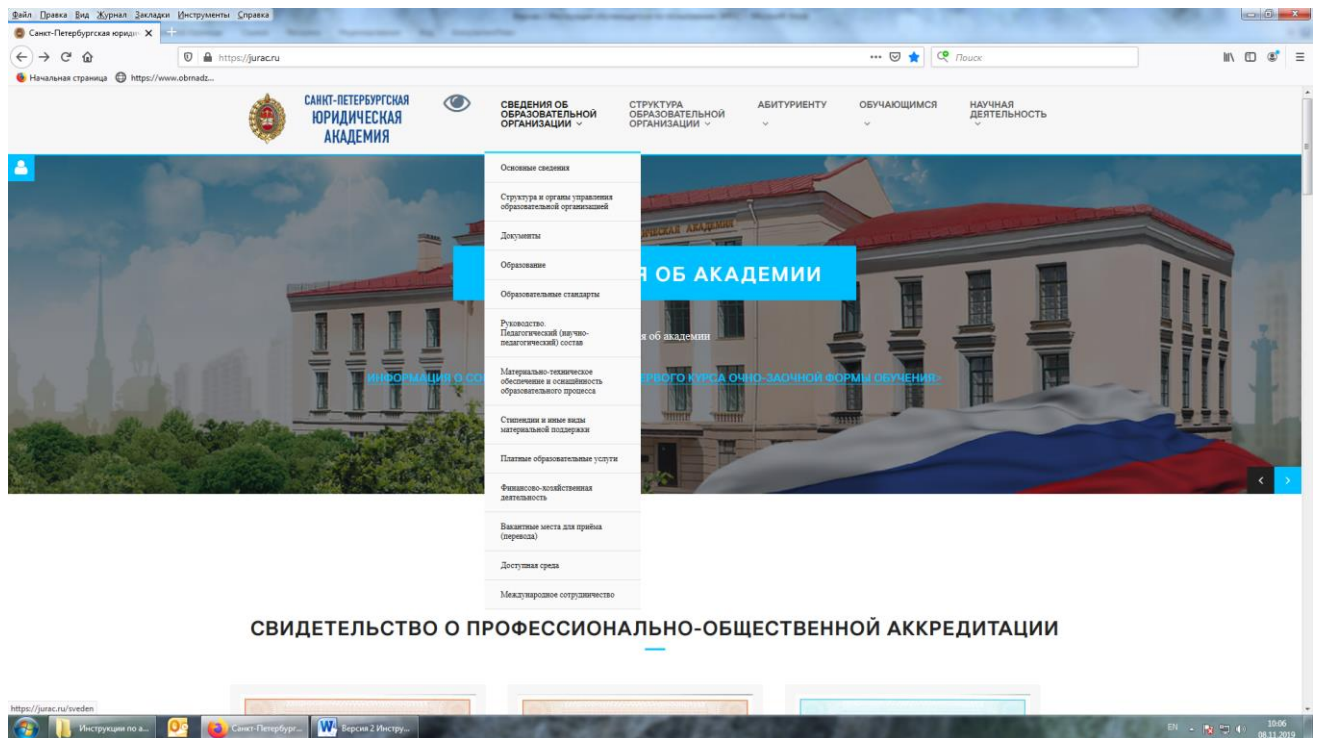 Файл Правка Вид Журнал Закладки Инструменты Справка
Санкт-Петербургская юриди
https://jurac.ru
Поиск
Начальная страница https://www.obrnadz...
САНКТ-ПЕТЕРБУРГСКАЯ
ЮРИДИЧЕСКАЯ
АКАДЕМИЯ
СВЕДЕНИЯ ОБ
ОБРАЗОВАТЕЛЬНОЙ
ОРГАНИЗАЦИИ
СТРУКТУРА
ОБРАЗОВАТЕЛЬНОЙ
ОРГАНИЗАЦИИ
АБИТУРИЕНТУ
ОБУЧАЮЩИМСЯ
НАУЧНАЯ
ДЕЯТЕЛЬНОСТЬ
Основные сведения
Структура и органы управления
образовательной организацией
Документы
Образование
Образовательные стандарты
Руководство.
Педагогический (научно-
педагогический) состав
Материально-техническое
обеспечение и оснащённость
образовательного процесса
Стипендии и иные виды
материальной поддержки
Платные образовательные услуги
Финансово-хозяйственная
деятельность
Вакантные места для приёма
(перевода)
Доступная среда
Международное сотрудничество
АКАДЕМИЯ
Я ОБ АКАДЕМИИ
я об академии
ИНФОРМАЦИЯ О СО
ЕРВОГО КУРСА ОЧНО-ЗАОЧНОЙ ФОРМЫ ОБУЧЕНИЯ>
СВИДЕТЕЛЬСТВО О ПРОФЕССИОНАЛЬНО-ОБЩЕСТВЕННОЙ АККРЕДИТАЦИИ
https://jurac.ru/sveden
Инструкции по а...
Санкт-Петербург...
Версия 2 Инстру...
EN
10:06
08.11.2019